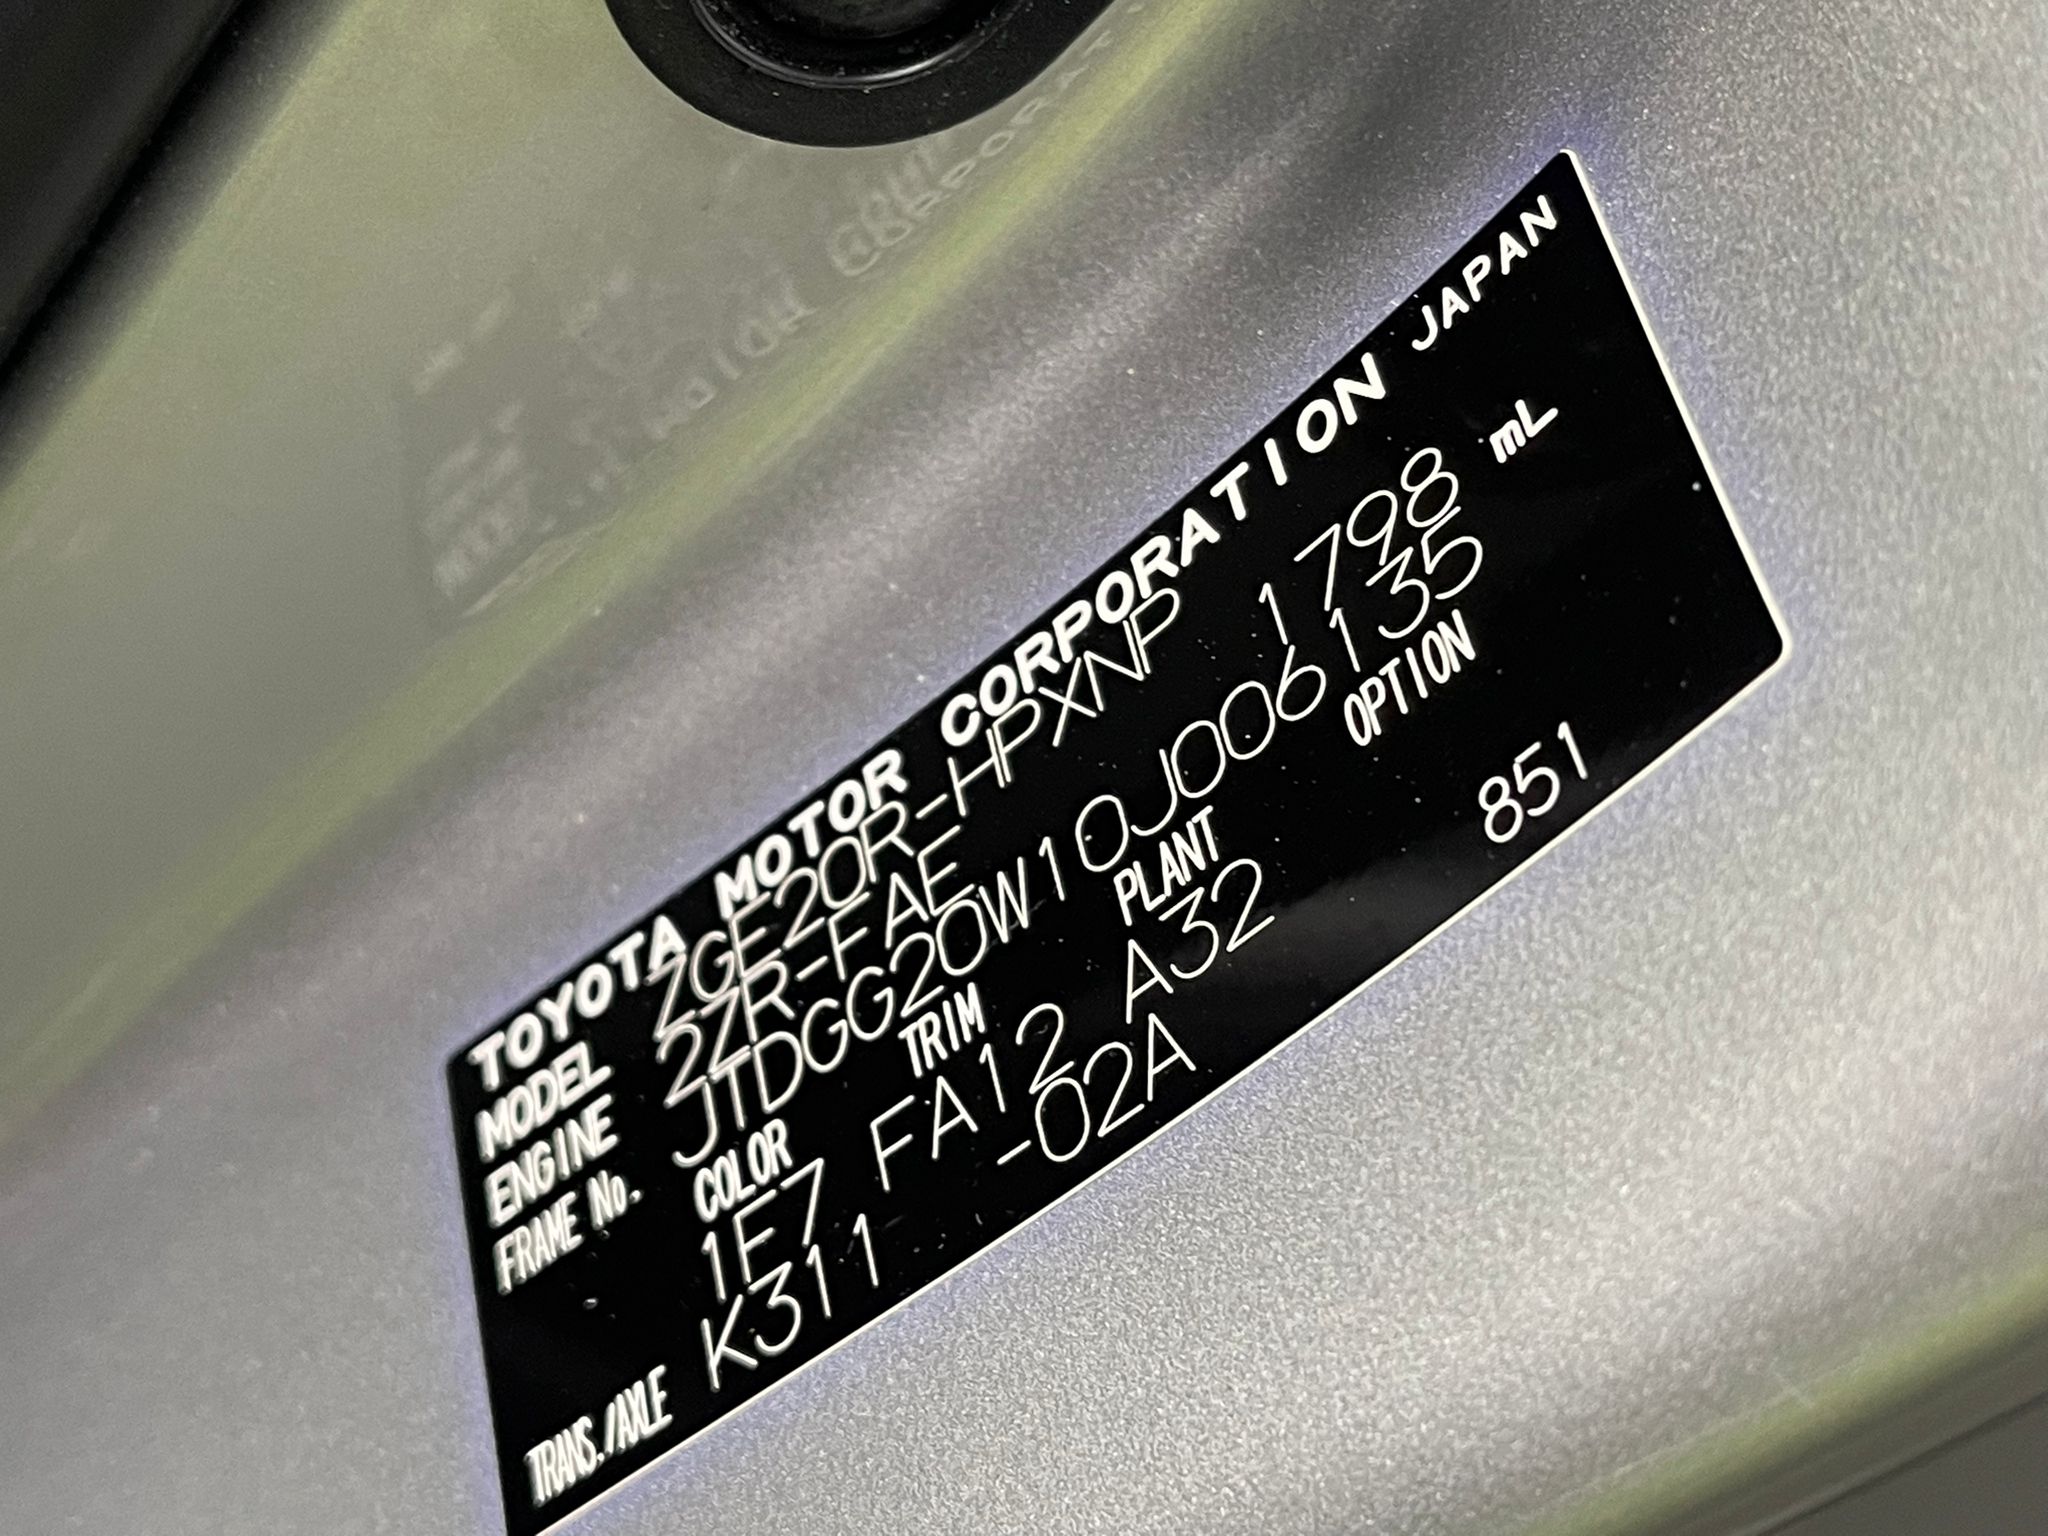 TOYOTA MOTOR CORPORATION JAPAN
MODEL ZGE20R-HPXNP 1798 mL
ENGINE 2ZR-FAE
FRAME No. JTDGG20W10J006135
COLOR TRIM PLANT OPTION
1F7 FA12 A32 851
TRANS./AXLE K311 -02A